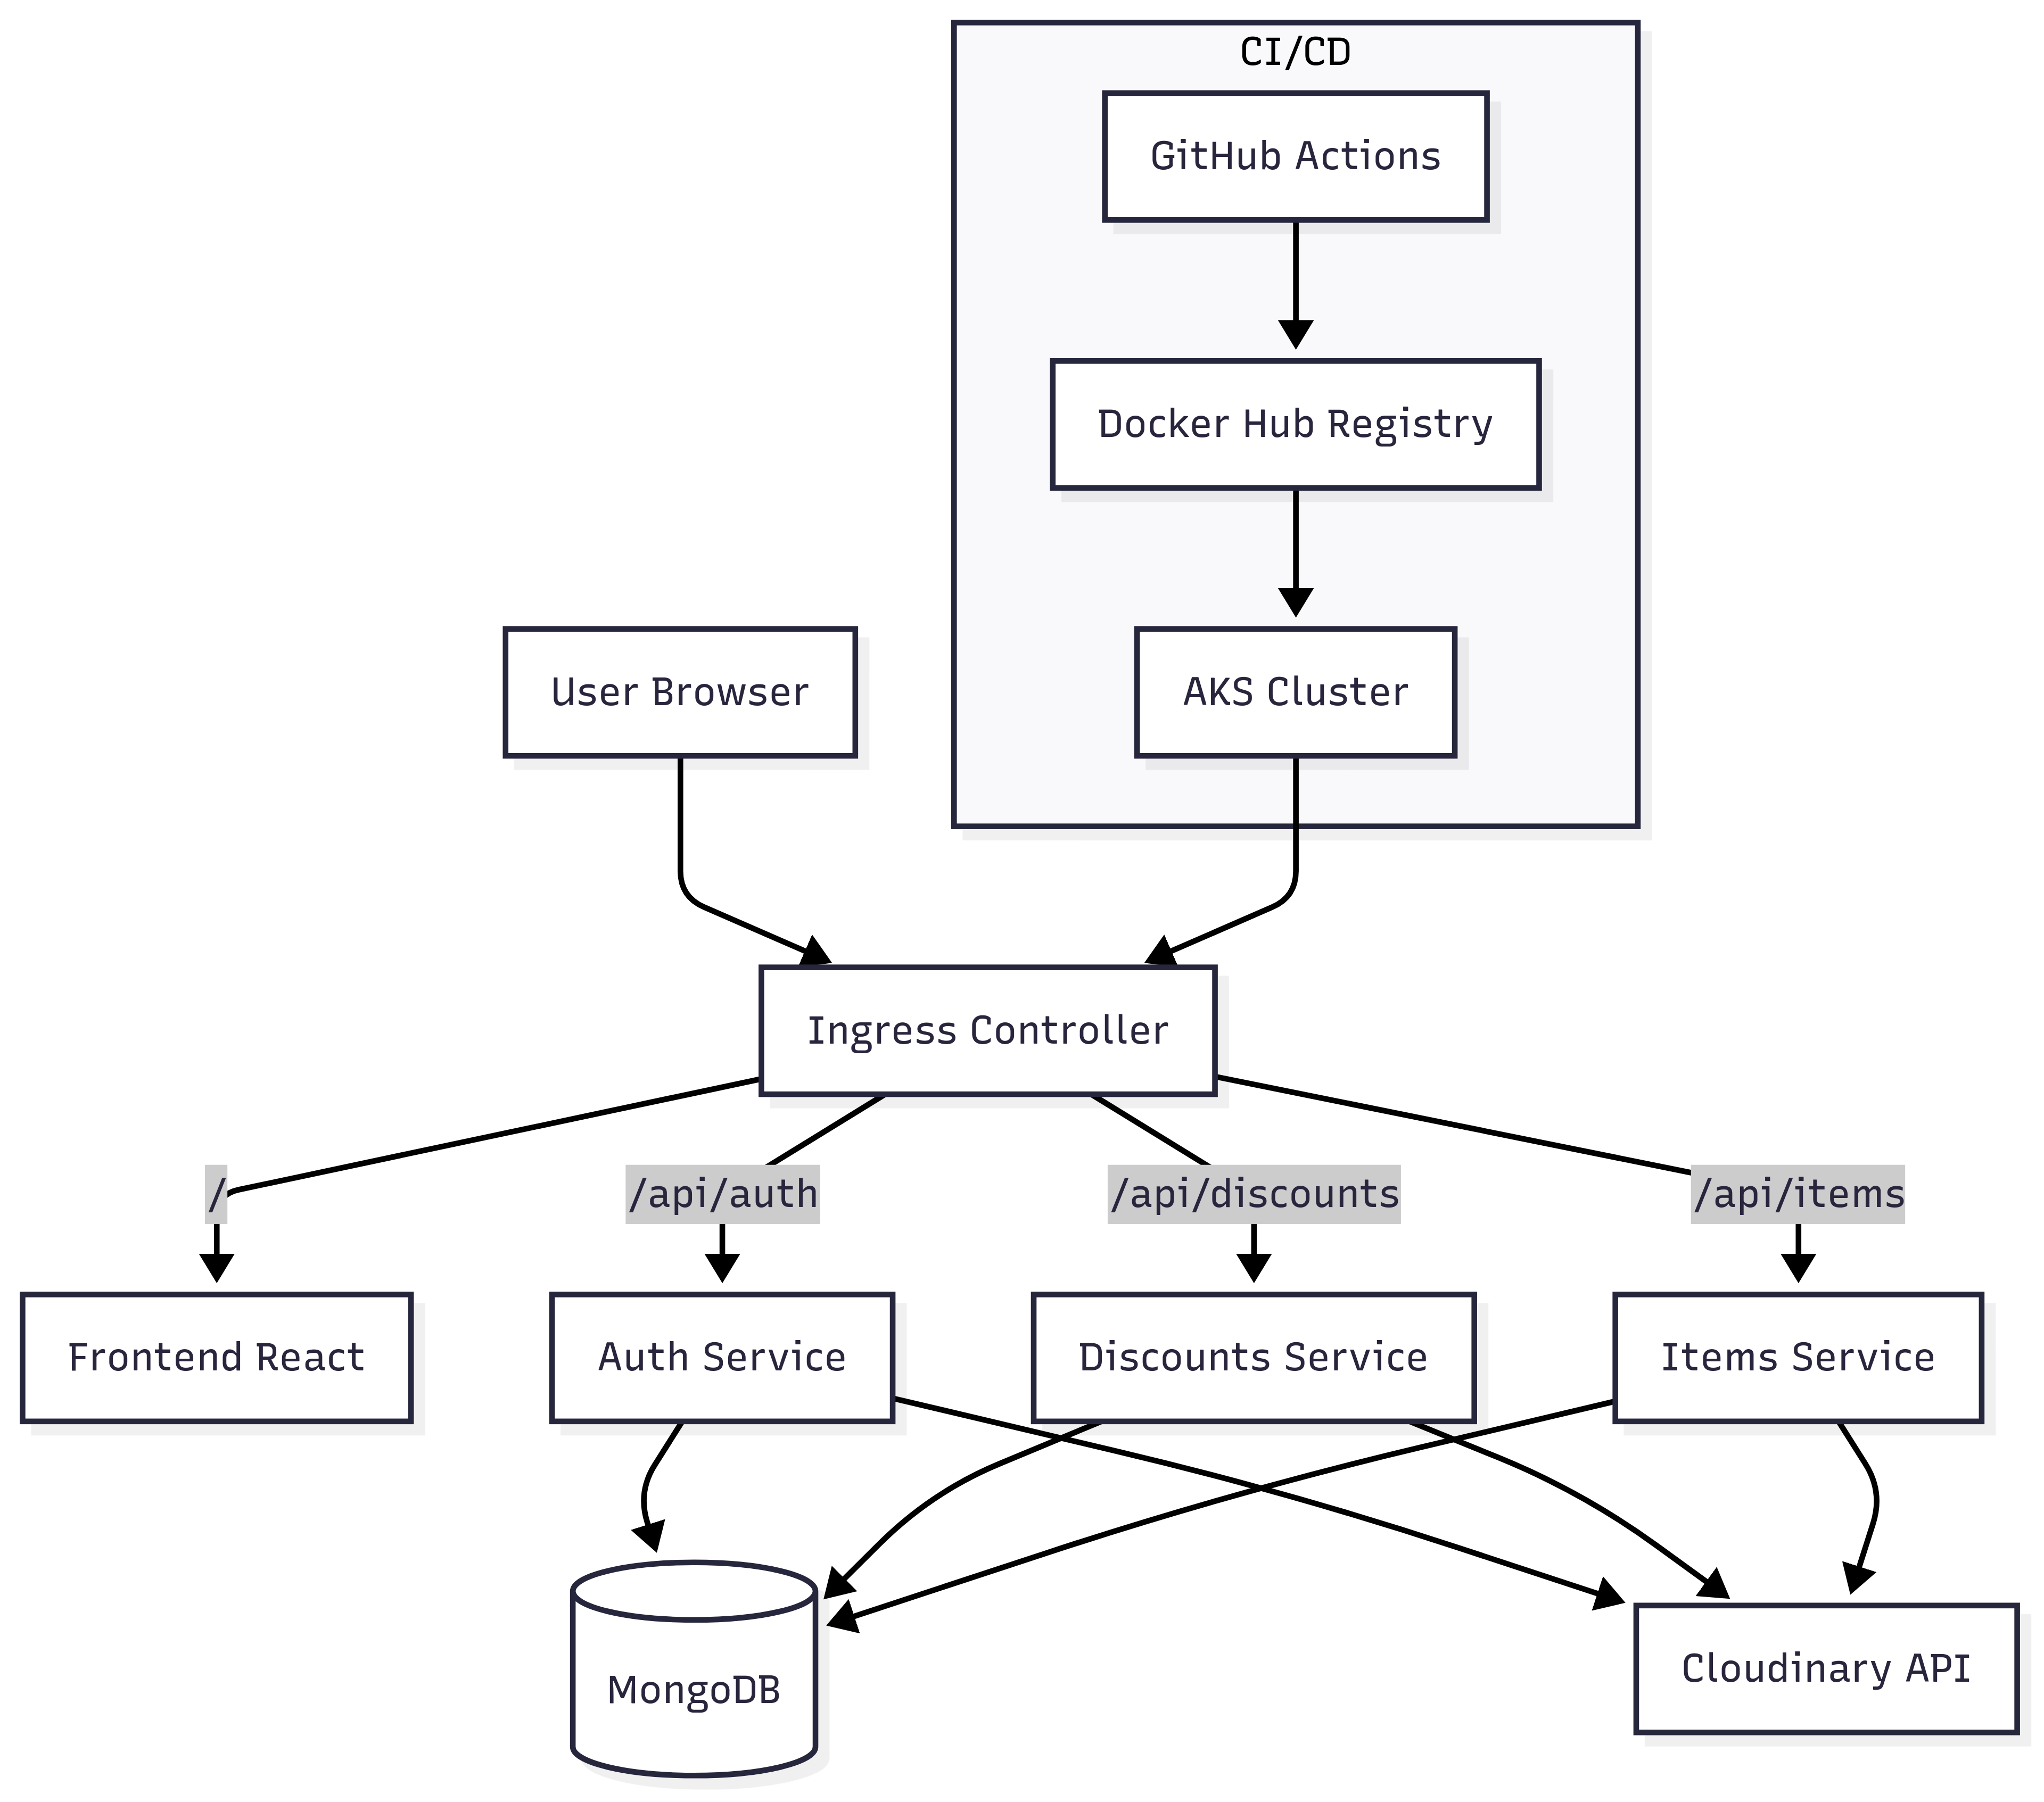 CI/CD
GitHub Actions
Docker Hub Registry
User Browser
AKS Cluster
Ingress Controller
/
/api/auth
/api/discounts
/api/items
Frontend React
Auth Service
Discounts Service
Items Service
MongoDB
Cloudinary API